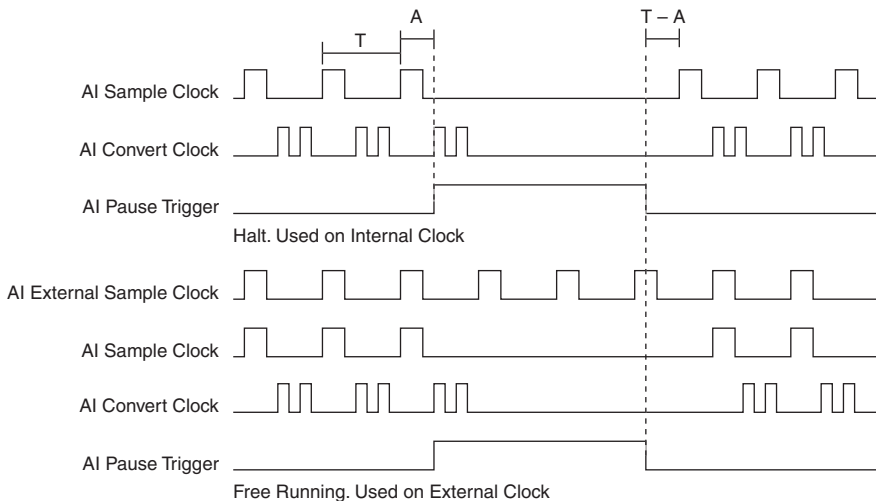 A
T – A
T
AI Sample Clock
AI Convert Clock
AI Pause Trigger
Halt. Used on Internal Clock
AI External Sample Clock
AI Sample Clock
AI Convert Clock
AI Pause Trigger
Free Running. Used on External Clock